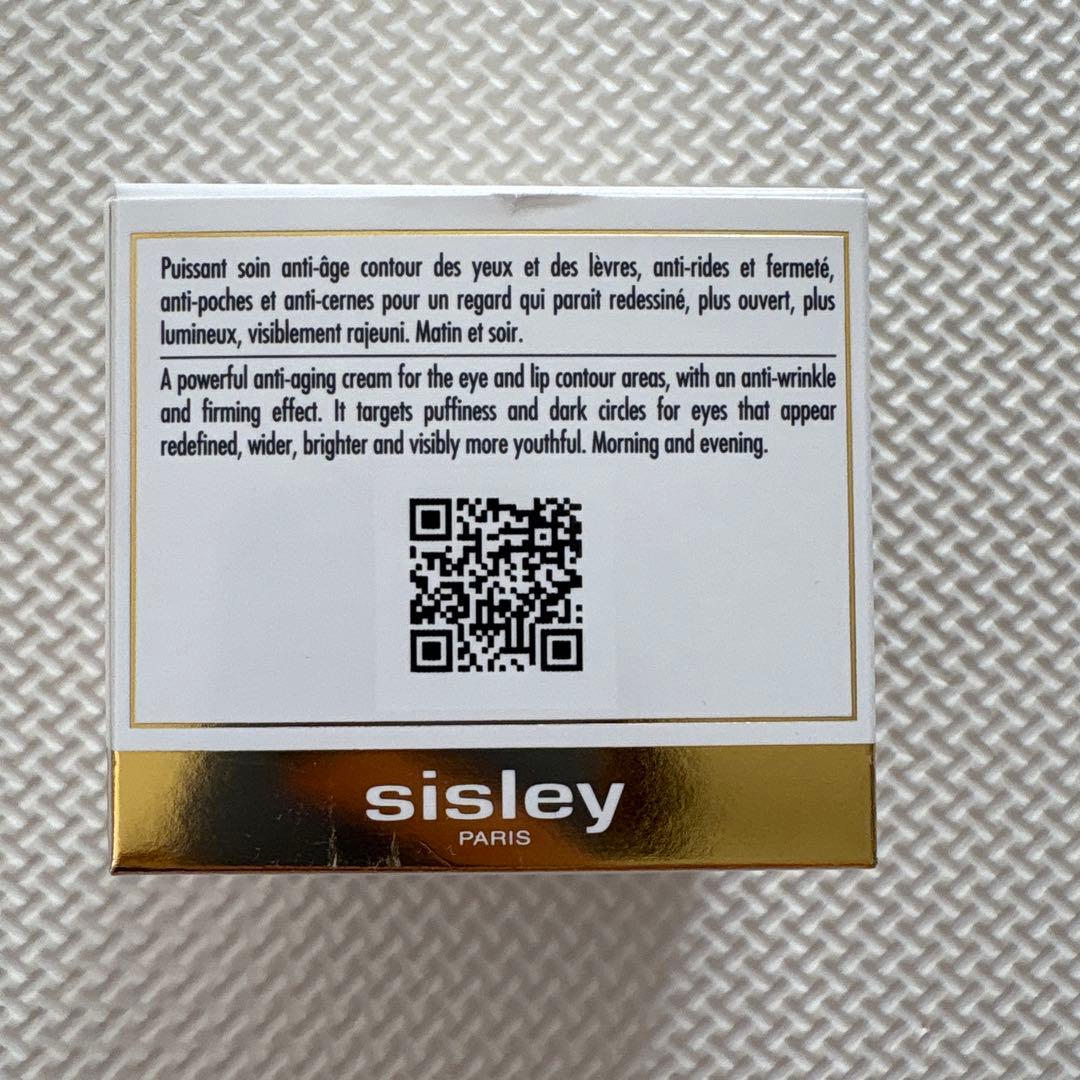 Puissant soin anti-âge contour des yeux et des lèvres, anti-rides et fermeté,
anti-poches et anti-cernes pour un regard qui parait redessiné, plus ouvert, plus
lumineux, visiblement rajeuni. Matin et soir.
A powerful anti-aging cream for the eye and lip contour areas, with an anti-wrinkle
and firming effect. It targets puffiness and dark circles for eyes that appear
redefined, wider, brighter and visibly more youthful. Morning and evening.
sisley
PARIS